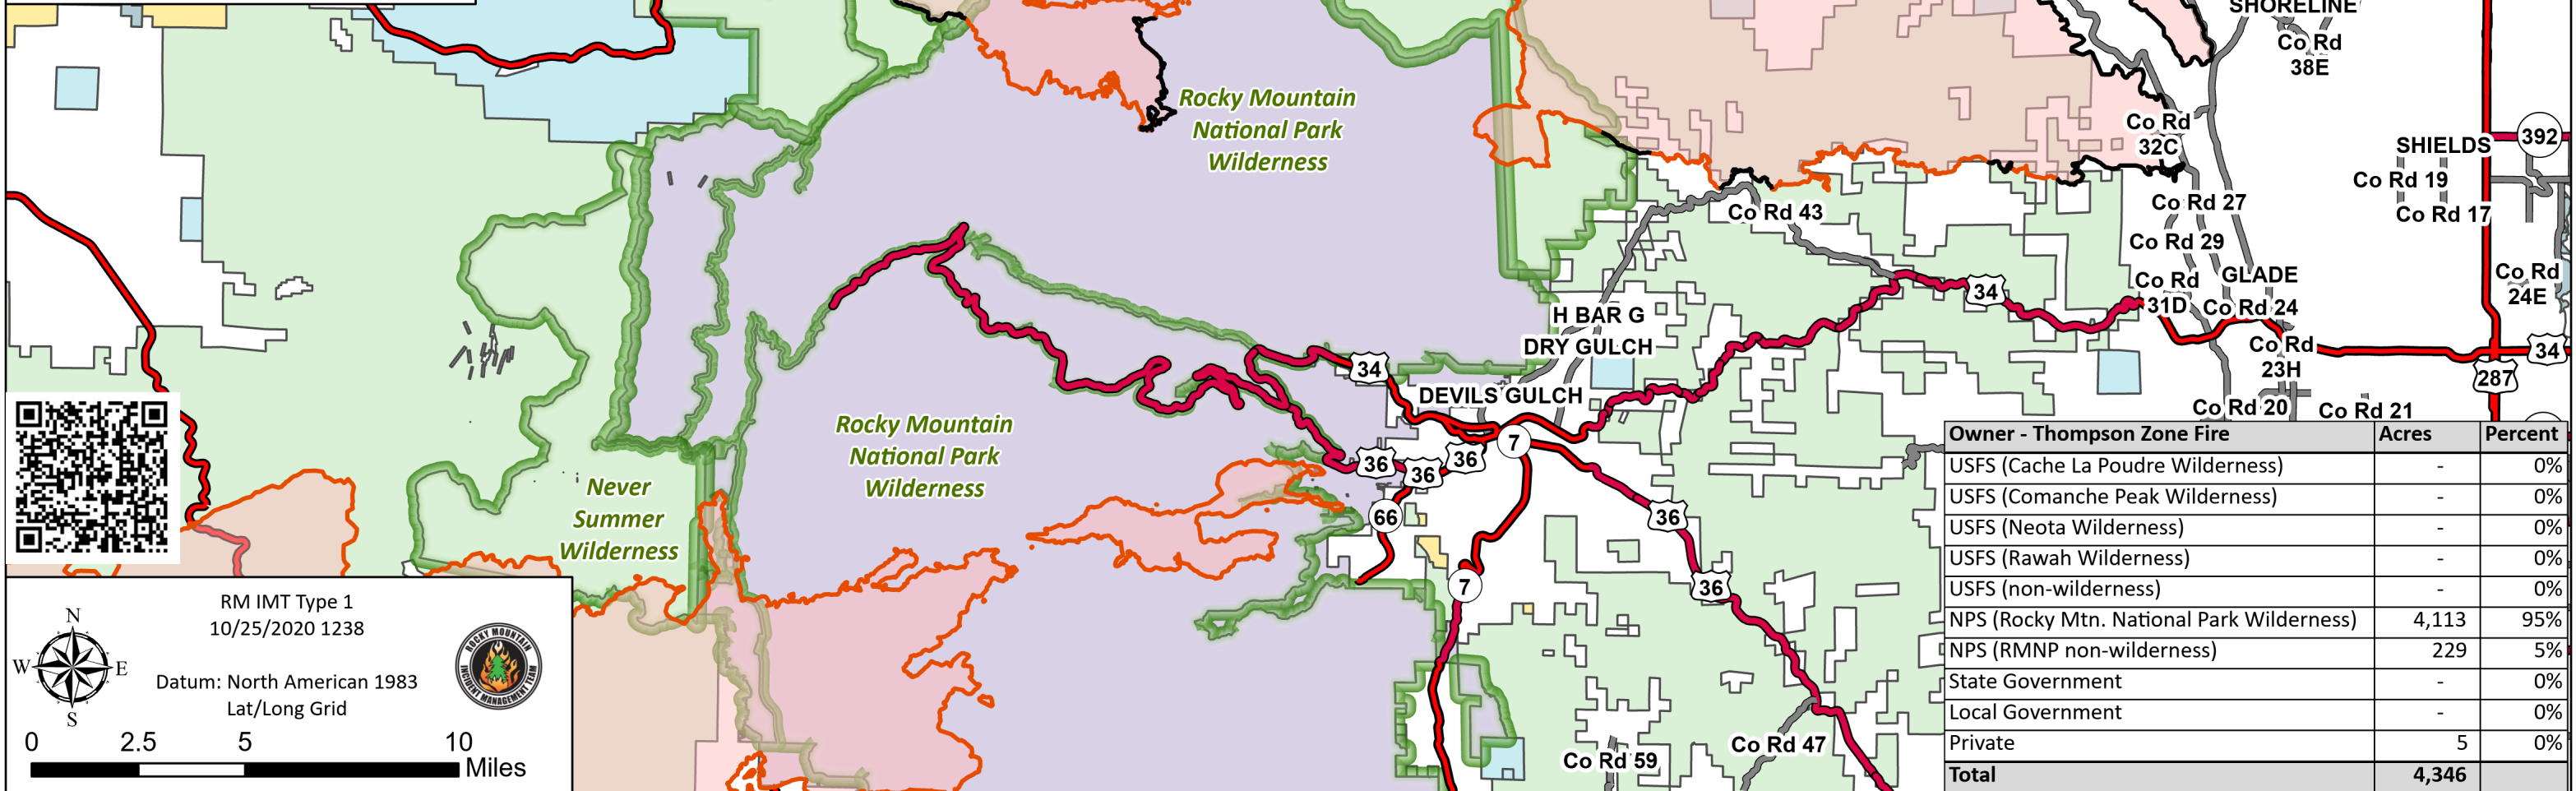 SHORELINE
Co Rd
38E
Rocky Mountain
National Park
Wilderness
Co Rd
32C
SHIELDS
392
Co Rd 19
Co Rd 17
Co Rd 27
Co Rd 43
Co Rd 29
GLADE
Co Rd
31D
Co Rd 24
Co Rd
24E
34
H BAR G
DRY GULCH
Co Rd
23H
34
287
34
DEVILS GULCH
Co Rd 20
Co Rd 21
Rocky Mountain
National Park
Wilderness
7
36
36
36
66
36
Never
Summer
Wilderness
7
36
Co Rd 59
Co Rd 47
RM IMT Type 1
10/25/2020 1238
Datum: North American 1983
Lat/Long Grid
N
W
E
S
ROCKY MOUNTAIN
INCIDENT MANAGEMENT TEAM
0 2.5 5 10
Miles
Owner - Thompson Zone Fire Acres Percent
USFS (Cache La Poudre Wilderness) - 0%
USFS (Comanche Peak Wilderness) - 0%
USFS (Neota Wilderness) - 0%
USFS (Rawah Wilderness) - 0%
USFS (non-wilderness) - 0%
NPS (Rocky Mtn. National Park Wilderness) 4,113 95%
NPS (RMNP non-wilderness) 229 5%
State Government - 0%
Local Government - 0%
Private 5 0%
Total 4,346